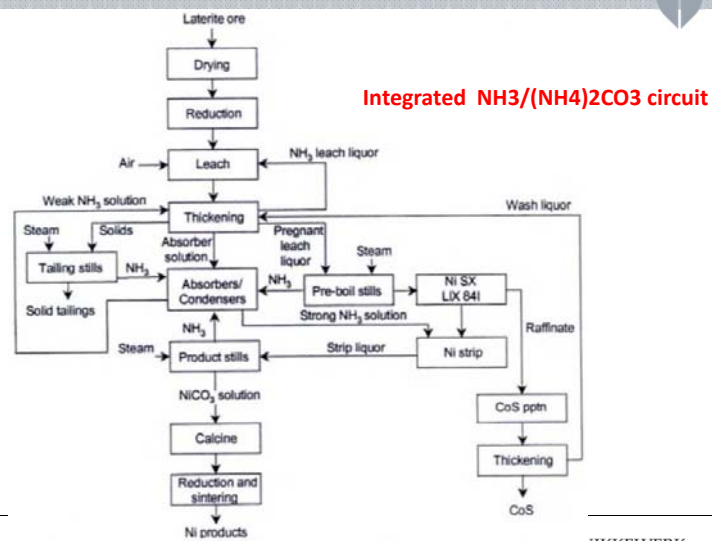 Laterite ore
Drying
Integrated NH3/(NH4)2CO3 circuit
Reduction
Air
Leach
NH₃ leach liquor
Weak NH₃ solution
Wash liquor
Thickening
Steam
Solids
Absorber
solution
Pregnant
leach
liquor
Steam
Tailing stills
NH₃
Absorbers/
Condensers
NH₃
Pre-boil stills
Ni SX
LIX 84I
Solid tailings
Strong NH₃ solution
Raffinate
NH₃
Steam
Product stills
Strip liquor
Ni strip
NiCO₃ solution
CoS pptn
Calcine
Thickening
Reduction and
sintering
CoS
Ni products